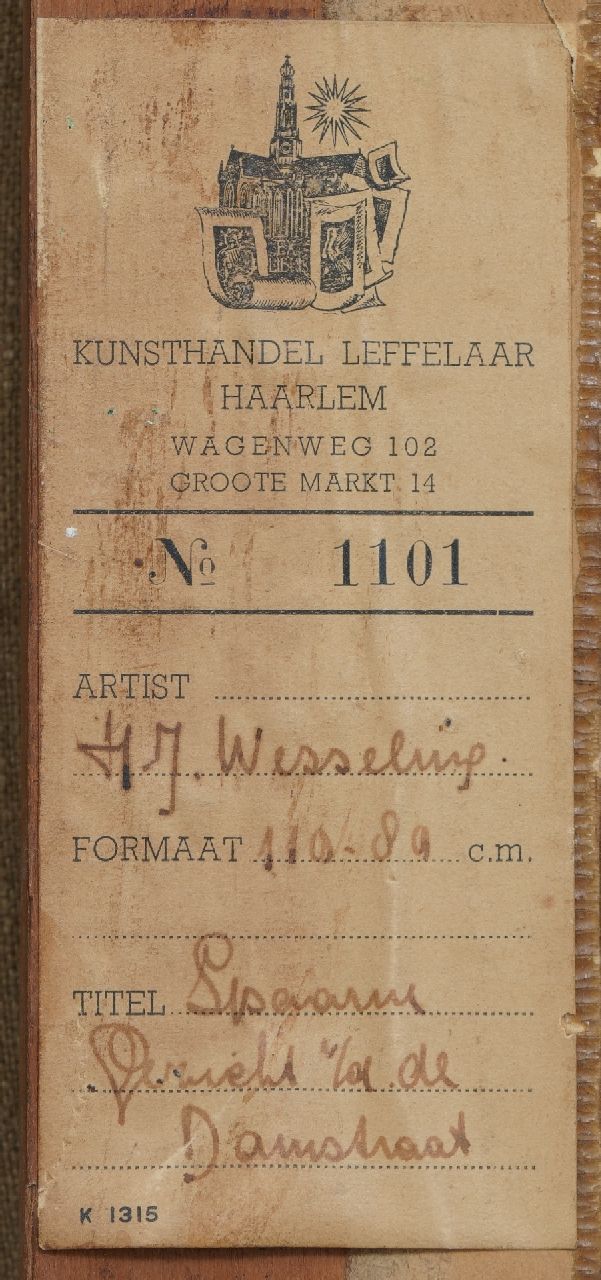 KUNSTHANDEL LEFFELAAR
HAARLEM
WAGENWEG 102
GROOTE MARKT 14
No 1101
ARTIST
H J. Wesseling.
FORMAAT 110 - 89 c.m.
TITEL Spaarne
Gezicht v/d. de
Damstraat
K 1315